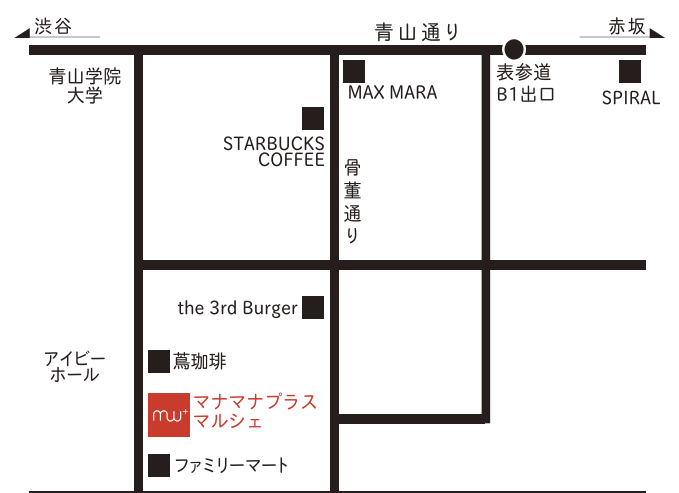 渋谷
赤坂
青山通り
青山学院
大学
MAX MARA
表参道
B1出口
SPIRAL
STARBUCKS
COFFEE
骨董通り
the 3rd Burger
アイビー
ホール
蔦珈琲
mw+
マナマナプラス
マルシェ
ファミリーマート